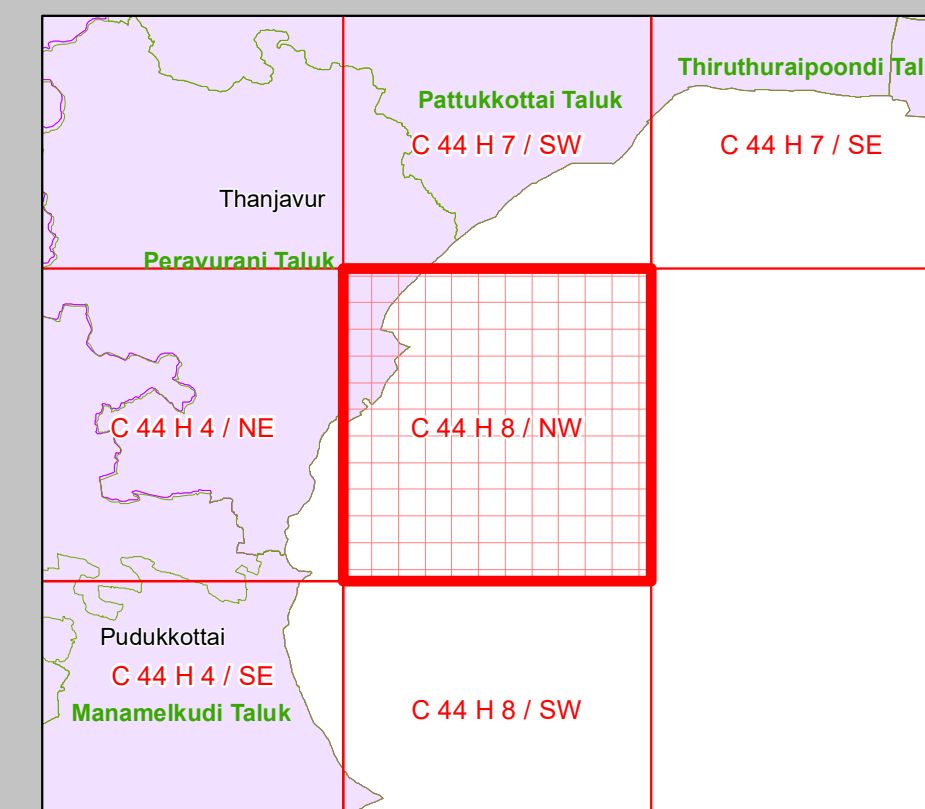 Thiruthuraipoondi Tal
Pattukkottai Taluk
C 44 H 7 / SW
C 44 H 7 / SE
Thanjavur
Peravurani Taluk
C 44 H 4 / NE
C 44 H 8 / NW
Pudukkottai
C 44 H 4 / SE
Manamelkudi Taluk
C 44 H 8 / SW